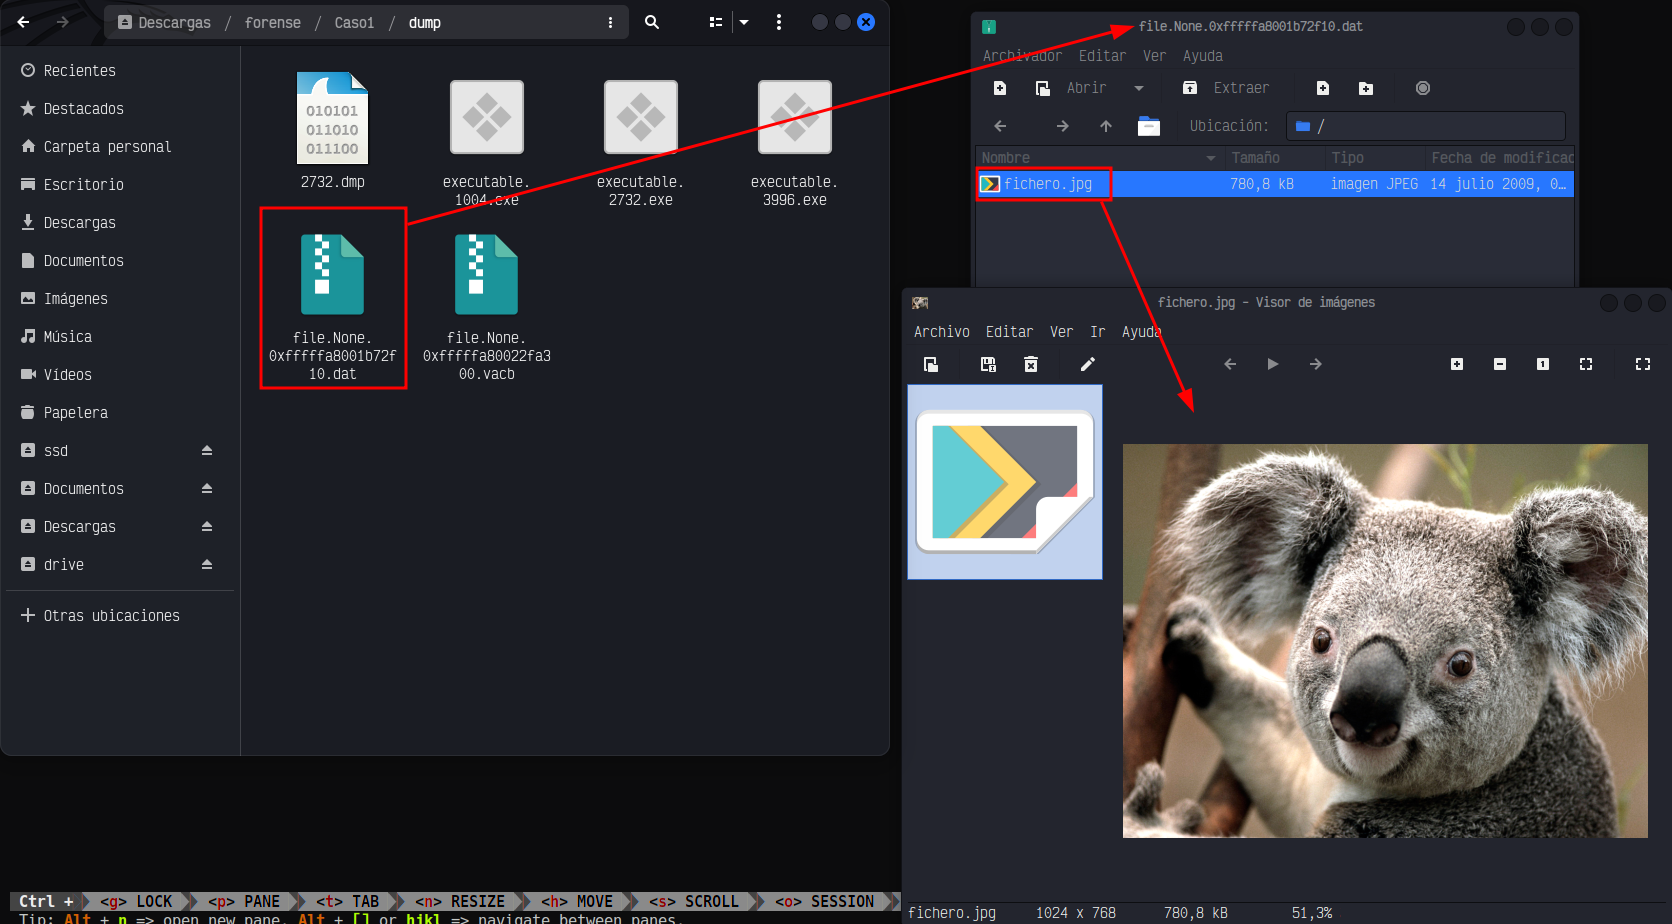 Descargas / forense / Caso1 / dump
Recientes
Destacados
Carpeta personal
Escritorio
Descargas
Documentos
Imágenes
Música
Vídeos
Papelera
ssd
Documentos
Descargas
drive
Otras ubicaciones
010101
011010
011100
2732.dmp
executable.
1004.exe
executable.
2732.exe
executable.
3996.exe
file.None.
0xfffffa8001b72f
10.dat
file.None.
0xfffffa80022fa3
00.vacb
file.None.0xfffffa8001b72f10.dat
Archivador Editar Ver Ayuda
Abrir Extraer
Ubicación: /
Nombre Tamaño Tipo Fecha de modificac
fichero.jpg 780,8 kB imagen JPEG 14 julio 2009, 0...
fichero.jpg - Visor de imágenes
Archivo Editar Ver Ir Ayuda
fichero.jpg 1024 x 768 780,8 kB 51,3%
Ctrl + <g> LOCK <p> PANE <t> TAB <n> RESIZE <h> MOVE <s> SCROLL <o> SESSION
Tip: Alt + n => open new pane. Alt + [] or hjkl => navigate between panes.